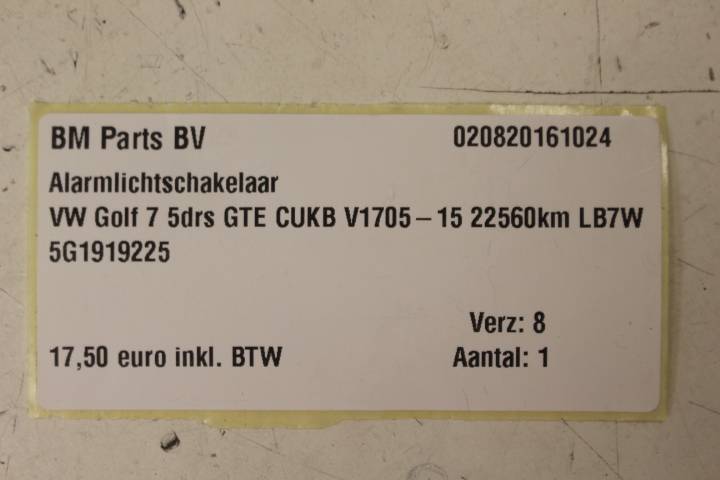 BM Parts BV 020820161024
Alarmlichtschakelaar
VW Golf 7 5drs GTE CUKB V1705-15 22560km LB7W
5G1919225
Verz: 8
17,50 euro inkl. BTW Aantal: 1